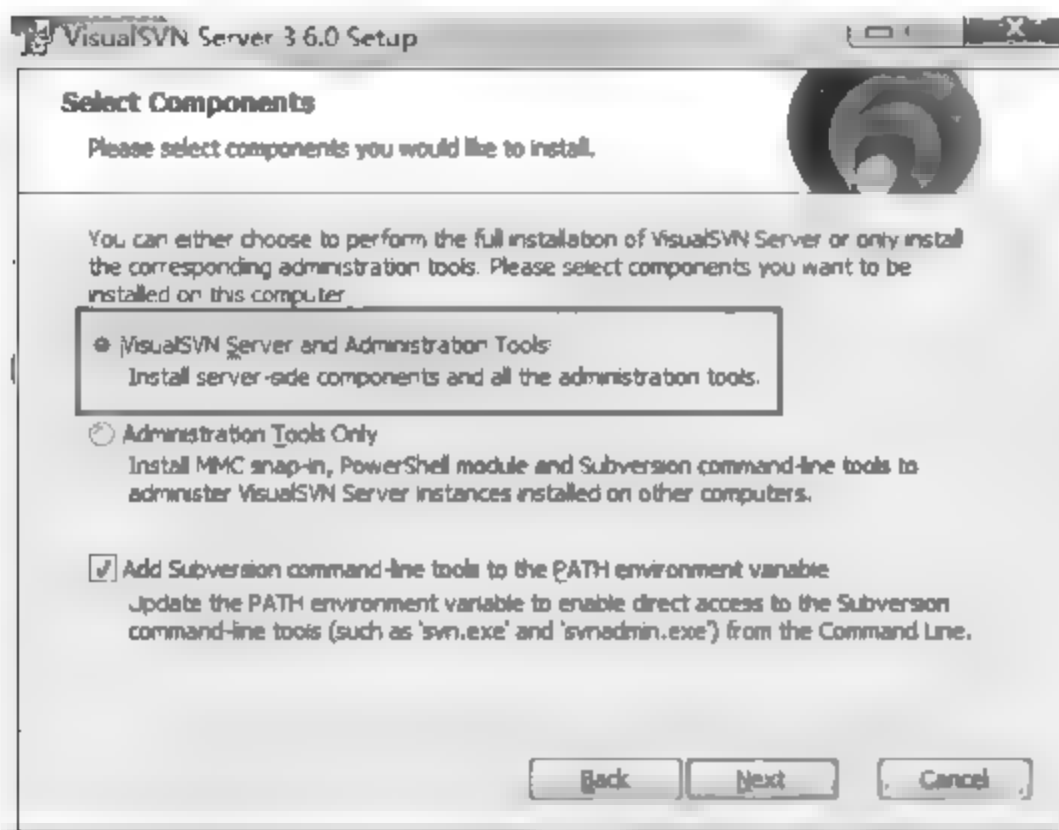 VisualSVN Server 3.6.0 Setup
Select Components
Please select components you would like to install.
You can either choose to perform the full installation of VisualSVN Server or only install
the corresponding administration tools. Please select components you want to be
installed on this computer.
VisualSVN Server and Administration Tools
Install server-side components and all the administration tools.
Administration Tools Only
Install MMC snap-in, PowerShell module and Subversion command-line tools to
administer VisualSVN Server instances installed on other computers.
Add Subversion command-line tools to the PATH environment variable
Update the PATH environment variable to enable direct access to the Subversion
command-line tools (such as 'svn.exe' and 'svnadmin.exe') from the Command Line.
Back Next Cancel